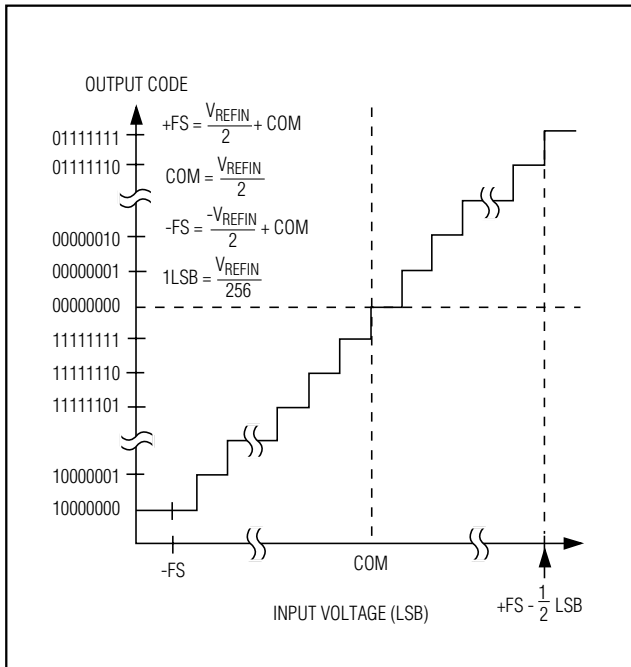 OUTPUT CODE
+FS = V_REFIN/2 + COM
COM = V_REFIN/2
-FS = -V_REFIN/2 + COM
1LSB = V_REFIN/256
01111111
01111110
00000010
00000001
00000000
11111111
11111110
11111101
10000001
10000000
-FS
COM
+FS - 1/2 LSB
INPUT VOLTAGE (LSB)